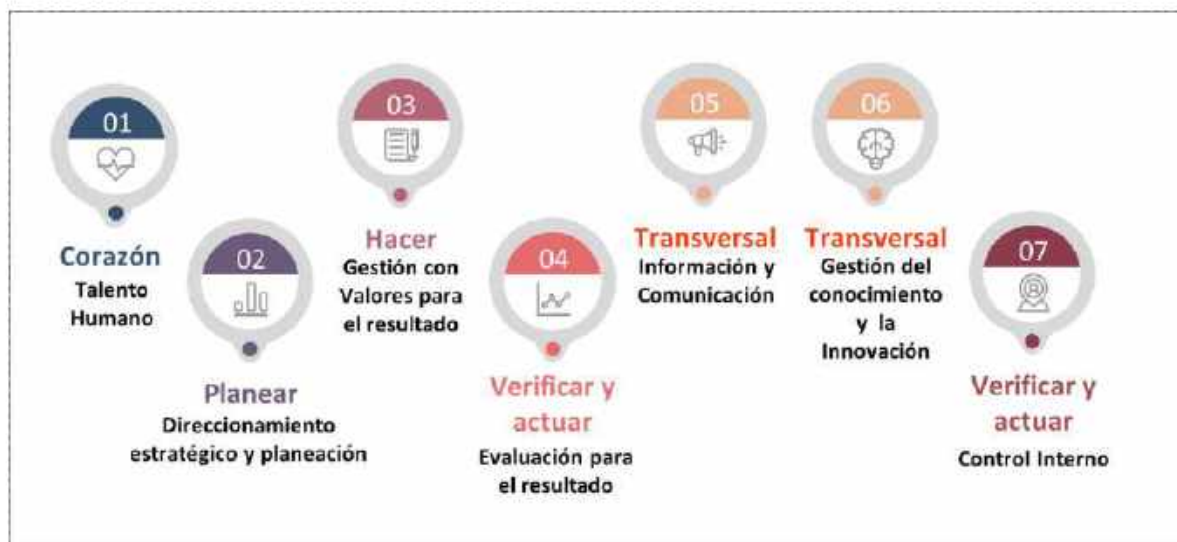 01
Corazón
Talento
Humano
02
Planear
Direccionamiento
estratégico y planeación
03
Hacer
Gestión con
Valores para
el resultado
04
Verificar y
actuar
Evaluación para
el resultado
05
Transversal
Información y
Comunicación
06
Transversal
Gestión del
conocimiento
y la
Innovación
07
Verificar y
actuar
Control Interno